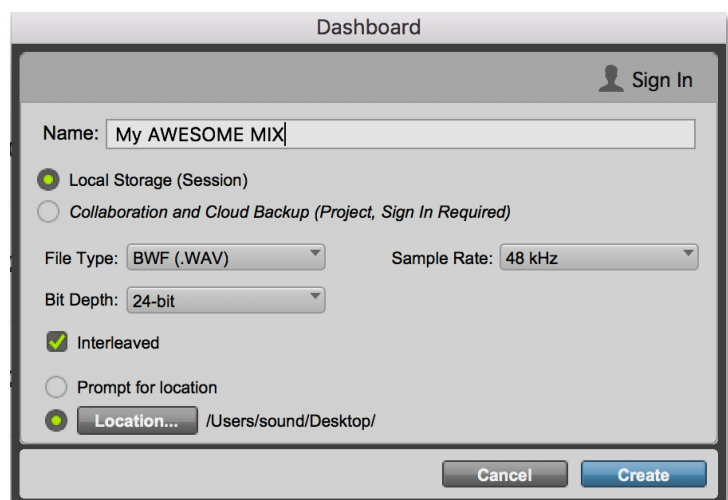 Dashboard
Sign In
Name: My AWESOME MIX
Local Storage (Session)
Collaboration and Cloud Backup (Project, Sign In Required)
File Type: BWF (.WAV) Sample Rate: 48 kHz
Bit Depth: 24-bit
Interleaved
Prompt for location
Location... /Users/sound/Desktop/
Cancel Create